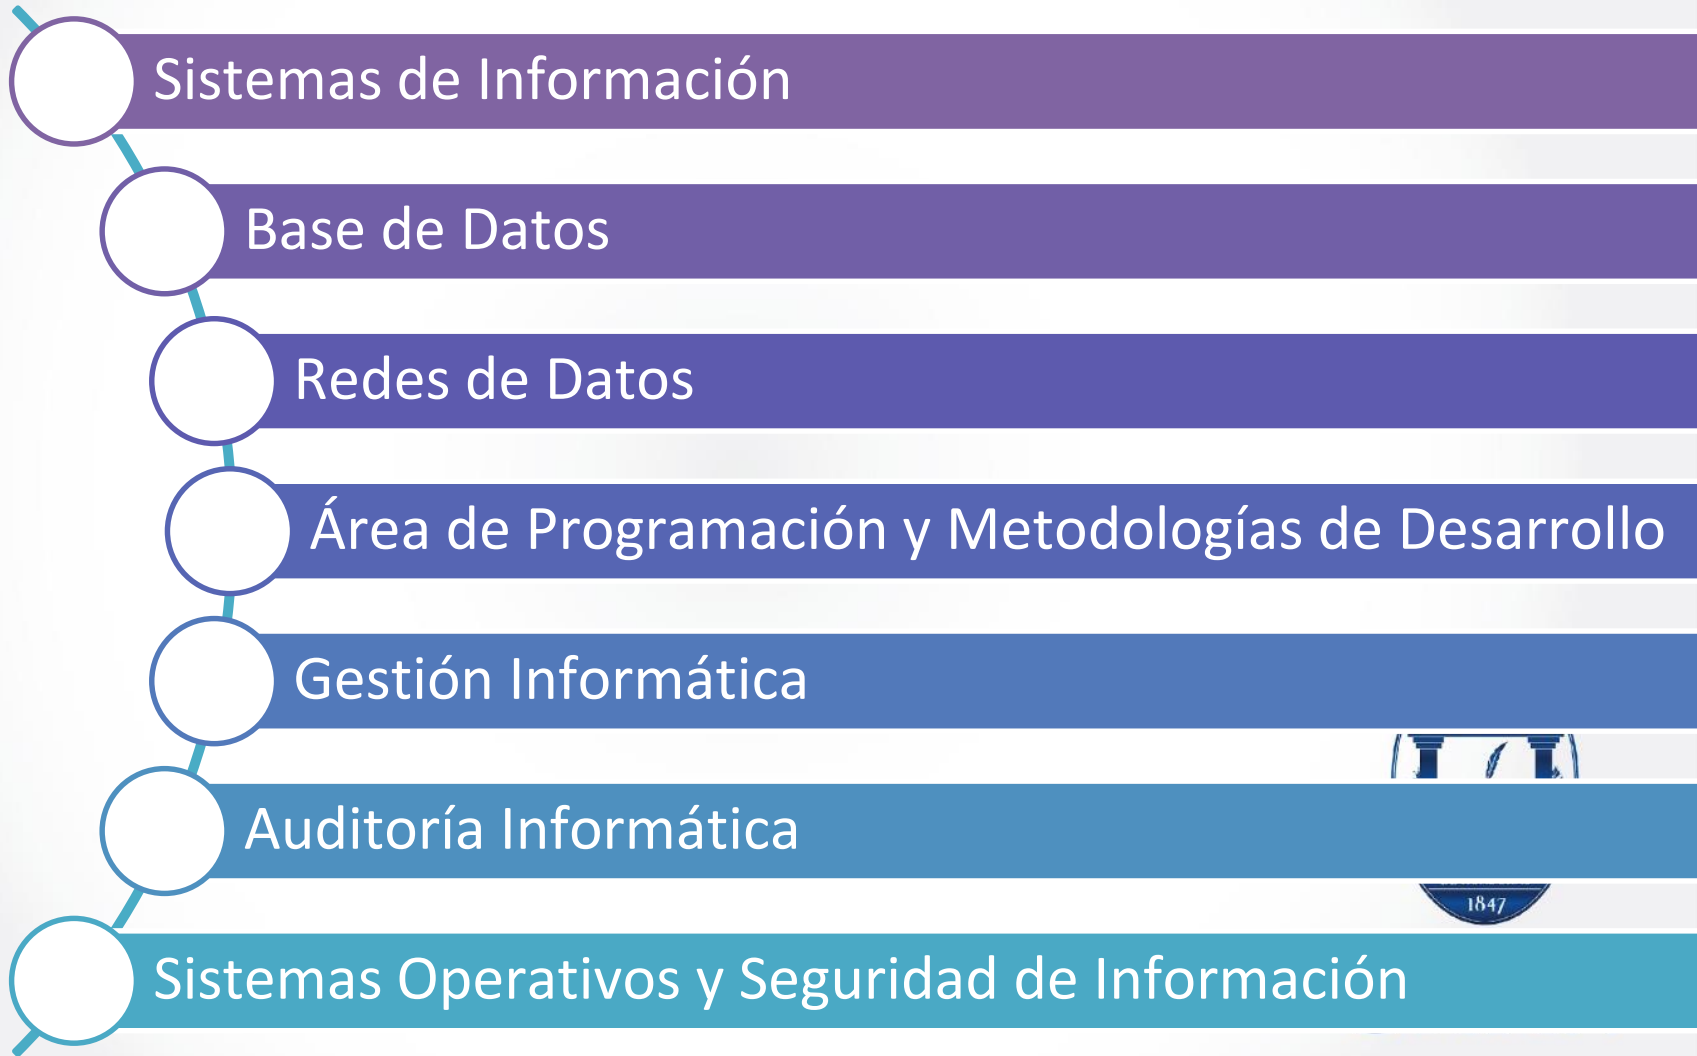 Sistemas de Información
Base de Datos
Redes de Datos
Área de Programación y Metodologías de Desarrollo
Gestión Informática
Auditoría Informática
1847
Sistemas Operativos y Seguridad de Información